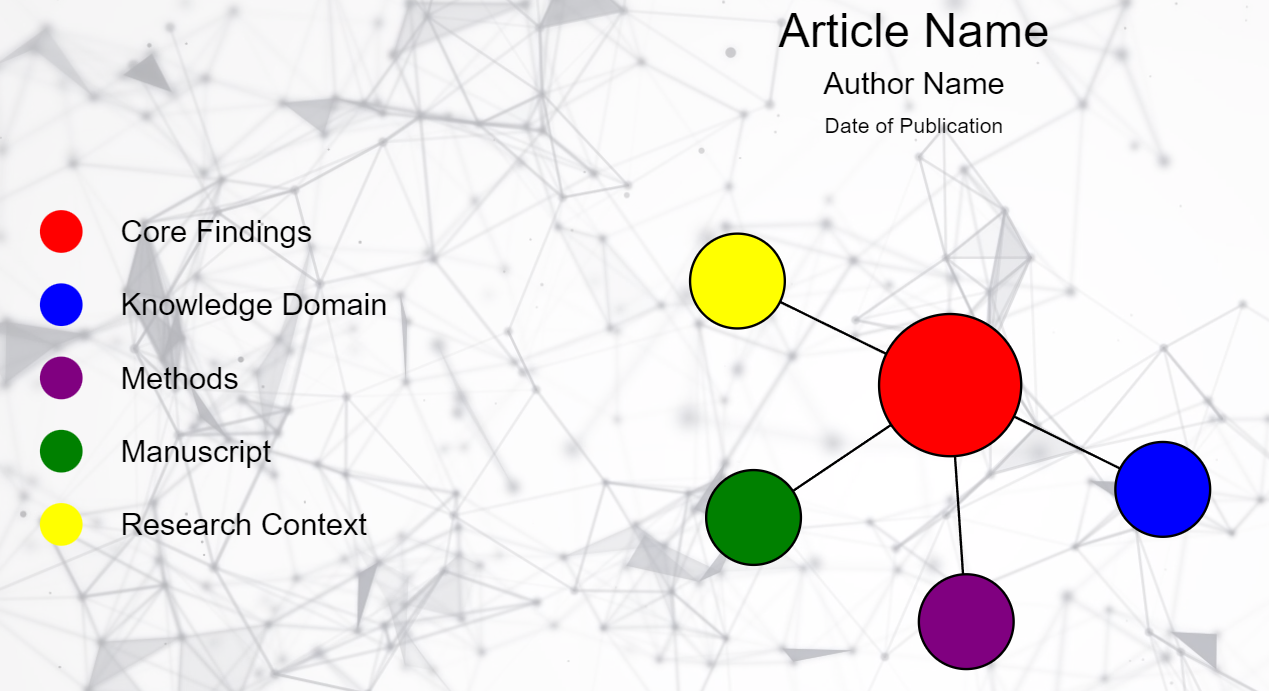 Article Name
Author Name
Date of Publication
Core Findings
Knowledge Domain
Methods
Manuscript
Research Context